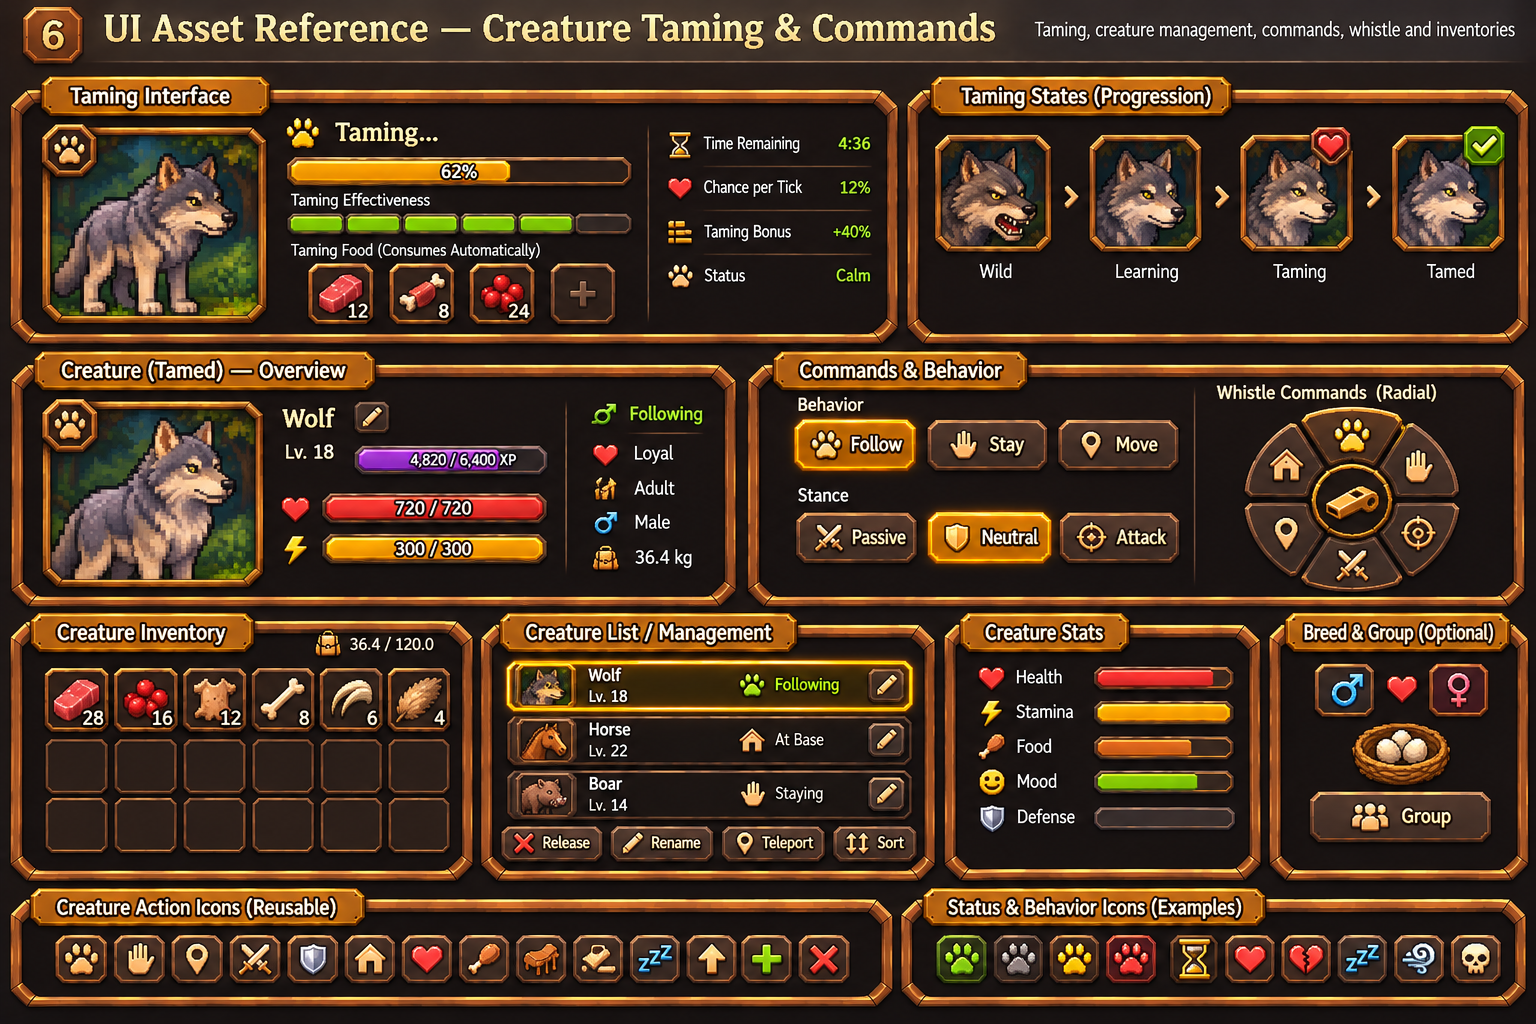 6
UI Asset Reference — Creature Taming & Commands
Taming, creature management, commands, whistle and inventories
Taming Interface
Taming...
62%
Taming Effectiveness
Taming Food (Consumes Automatically)
12
8
24
+
Time Remaining 4:36
Chance per Tick 12%
Taming Bonus +40%
Status Calm
Taming States (Progression)
Wild
Learning
Taming
Tamed
Creature (Tamed) — Overview
Wolf
Lv. 18
4,820 / 6,400 XP
720 / 720
300 / 300
Following
Loyal
Adult
Male
36.4 kg
Commands & Behavior
Behavior
Follow
Stay
Move
Stance
Passive
Neutral
Attack
Whistle Commands (Radial)
Creature Inventory
36.4 / 120.0
28
16
12
8
6
4
Creature List / Management
Wolf
Lv. 18
Following
Horse
Lv. 22
At Base
Boar
Lv. 14
Staying
Release
Rename
Teleport
Sort
Creature Stats
Health
Stamina
Food
Mood
Defense
Breed & Group (Optional)
Group
Creature Action Icons (Reusable)
zZZ
Status & Behavior Icons (Examples)
zZZ